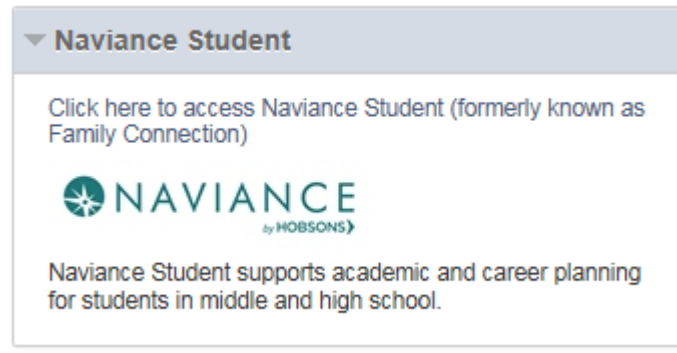 Naviance Student
Click here to access Naviance Student (formerly known as
Family Connection)
NAVIANCE
by HOBSONS
Naviance Student supports academic and career planning
for students in middle and high school.